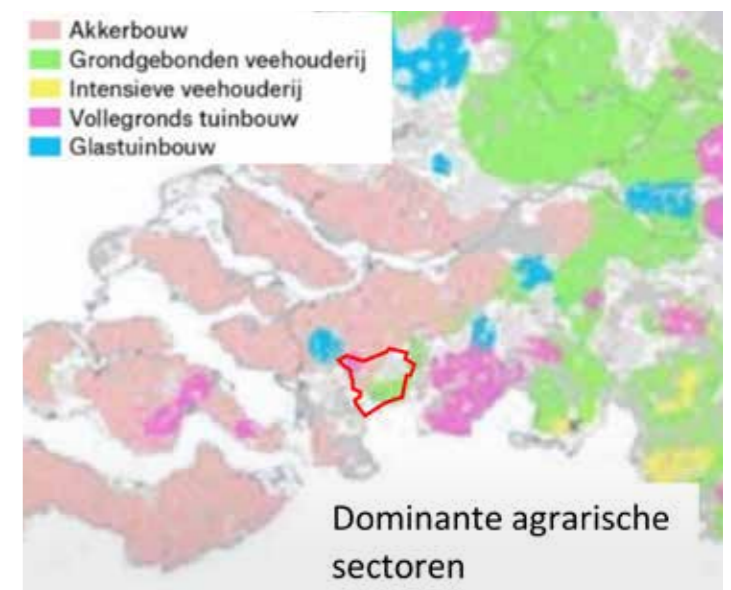 Akkerbouw
Grondgebonden veehouderij
Intensieve veehouderij
Vollegronds tuinbouw
Glastuinbouw
Dominante agrarische
sectoren